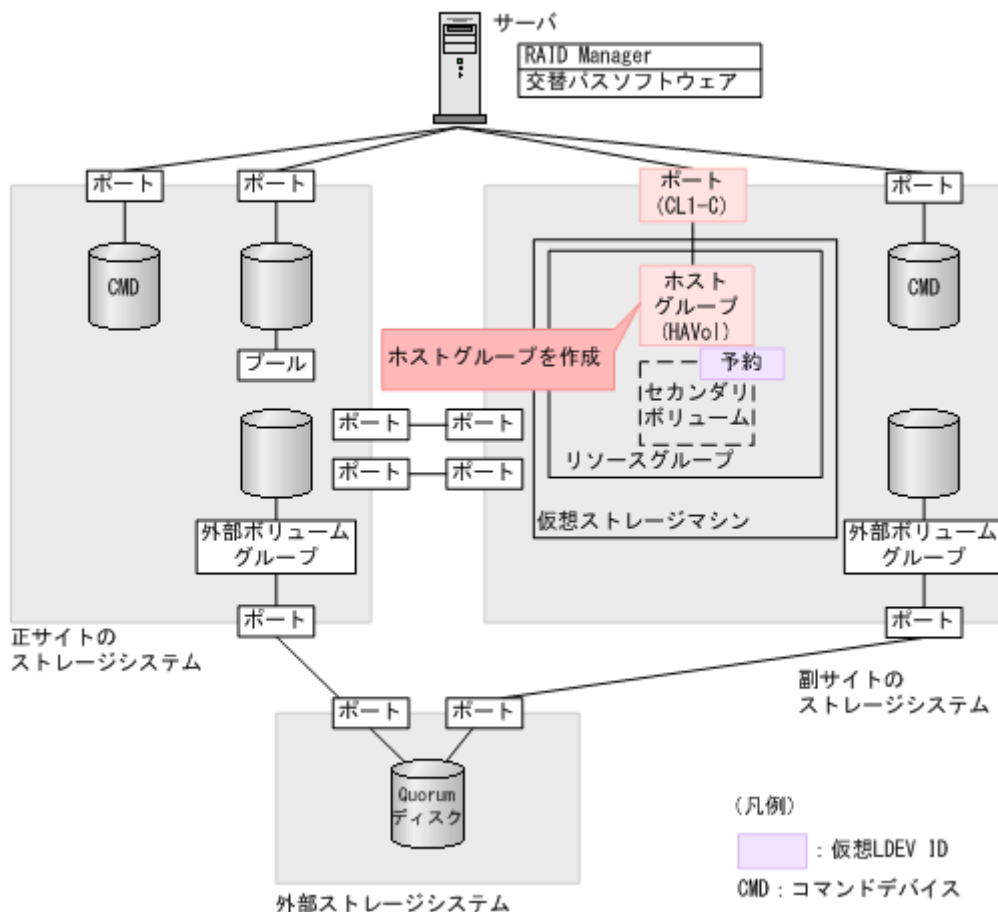 サーバ
RAID Manager
交替パスソフトウェア
ポート
ポート
ポート
(CL1-C)
ポート
CMD
CMD
ホスト
グループ
(HAVol)
ホストグループを作成
プール
予約
セカンダリ
ボリューム
ポート
ポート
ポート
ポート
リソースグループ
仮想ストレージマシン
外部ボリューム
グループ
外部ボリューム
グループ
ポート
ポート
正サイトの
ストレージシステム
副サイトの
ストレージシステム
ポート
ポート
Quorum
ディスク
外部ストレージシステム
(凡例)
:仮想LDEV ID
CMD:コマンドデバイス